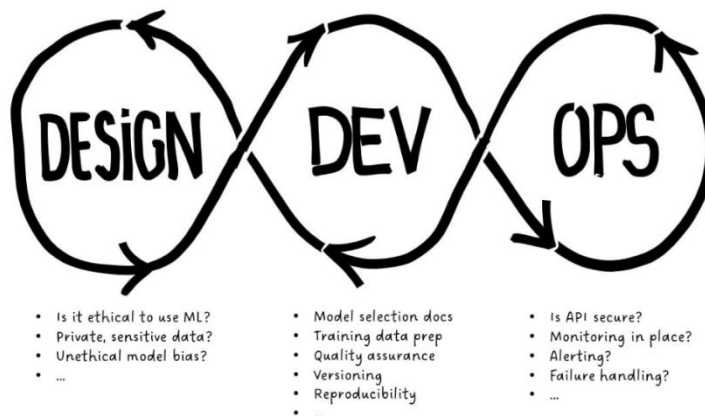 DESIGN
DEV
OPS
• Is it ethical to use ML?
• Private, sensitive data?
• Unethical model bias?
• ...
• Model selection docs
• Training data prep
• Quality assurance
• Versioning
• Reproducibility
• ...
• Is API secure?
• Monitoring in place?
• Alerting?
• Failure handling?
• ...